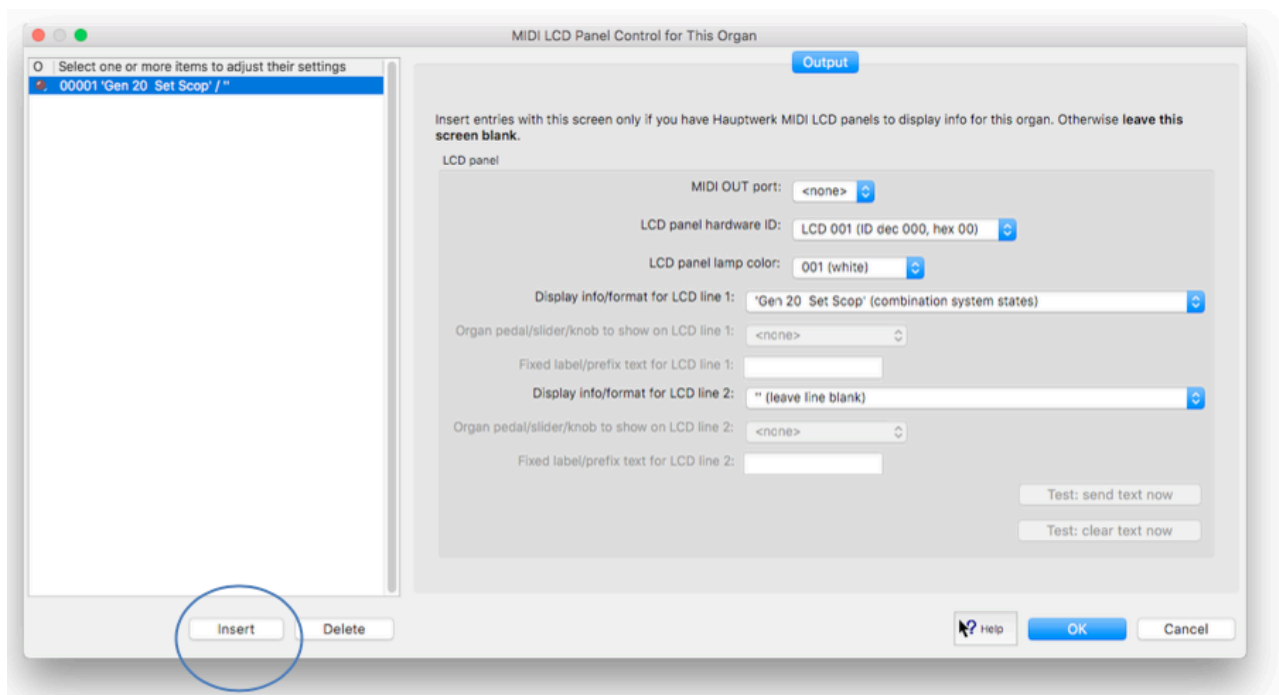 MIDI LCD Panel Control for This Organ
O Select one or more items to adjust their settings
00001 'Gen 20 Set Scop' / ''
Output
Insert entries with this screen only if you have Hauptwerk MIDI LCD panels to display info for this organ. Otherwise leave this
screen blank.
LCD panel
MIDI OUT port: <none>
LCD panel hardware ID: LCD 001 (ID dec 000, hex 00)
LCD panel lamp color: 001 (white)
Display info/format for LCD line 1: 'Gen 20 Set Scop' (combination system states)
Organ pedal/slider/knob to show on LCD line 1: <none>
Fixed label/prefix text for LCD line 1:
Display info/format for LCD line 2: '' (leave line blank)
Organ pedal/slider/knob to show on LCD line 2: <none>
Fixed label/prefix text for LCD line 2:
Test: send text now
Test: clear text now
Insert Delete Help OK Cancel